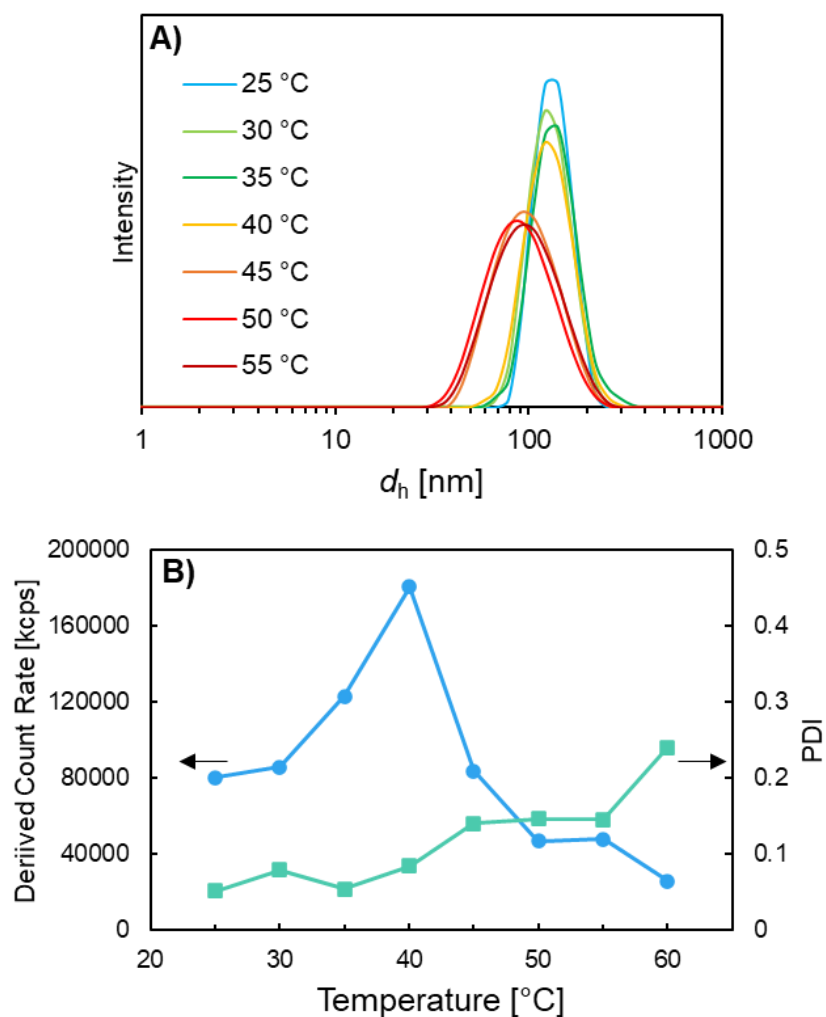 A)
25 °C
30 °C
35 °C
40 °C
45 °C
50 °C
55 °C
Intensity
1 10 100 1000
dh [nm]
B)
200000 0.5
160000 0.4
120000 0.3
80000 0.2
40000 0.1
0 0
Deriived Count Rate [kcps]
PDI
20 30 40 50 60
Temperature [°C]